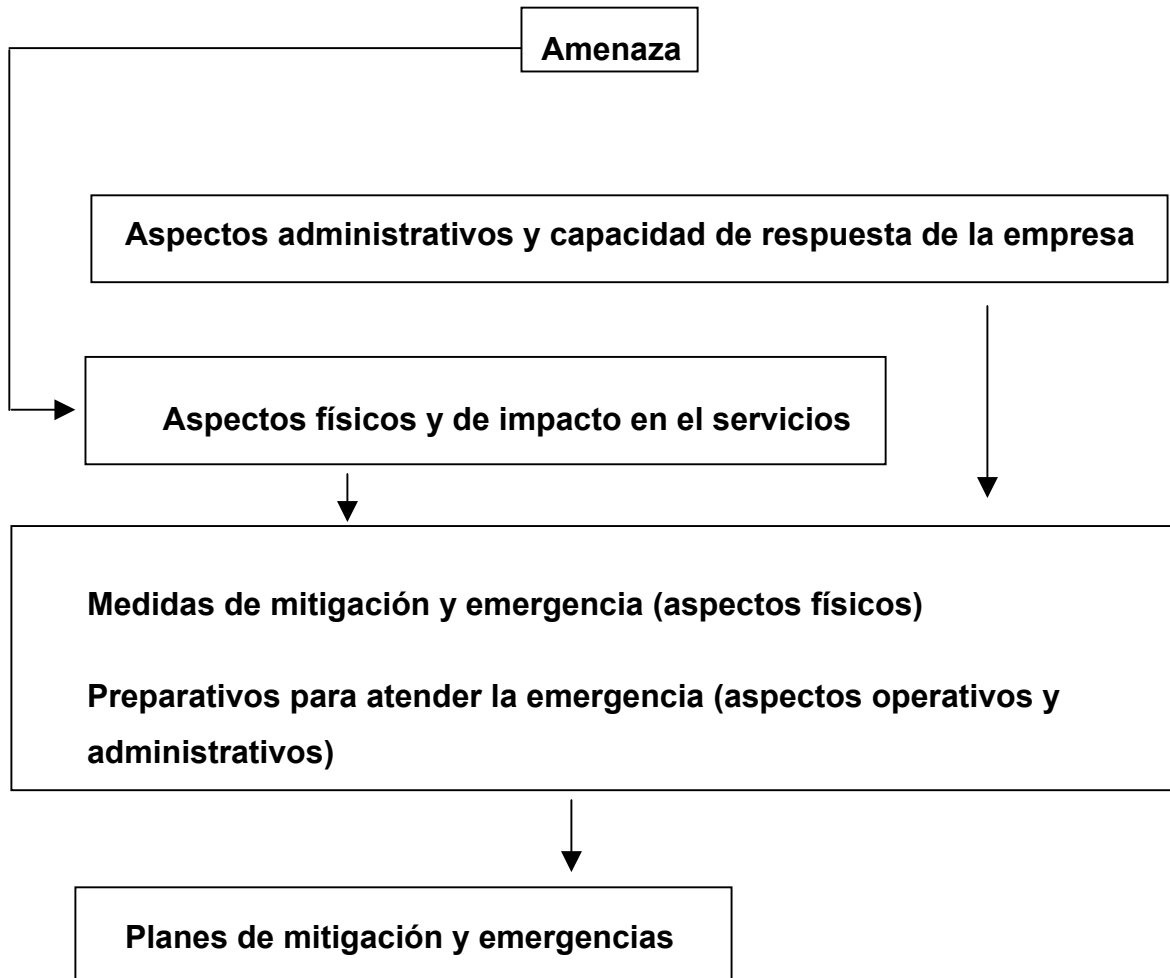 Amenaza
Aspectos administrativos y capacidad de respuesta de la empresa
Aspectos físicos y de impacto en el servicios
Medidas de mitigación y emergencia (aspectos físicos)
Preparativos para atender la emergencia (aspectos operativos y
administrativos)
Planes de mitigación y emergencias